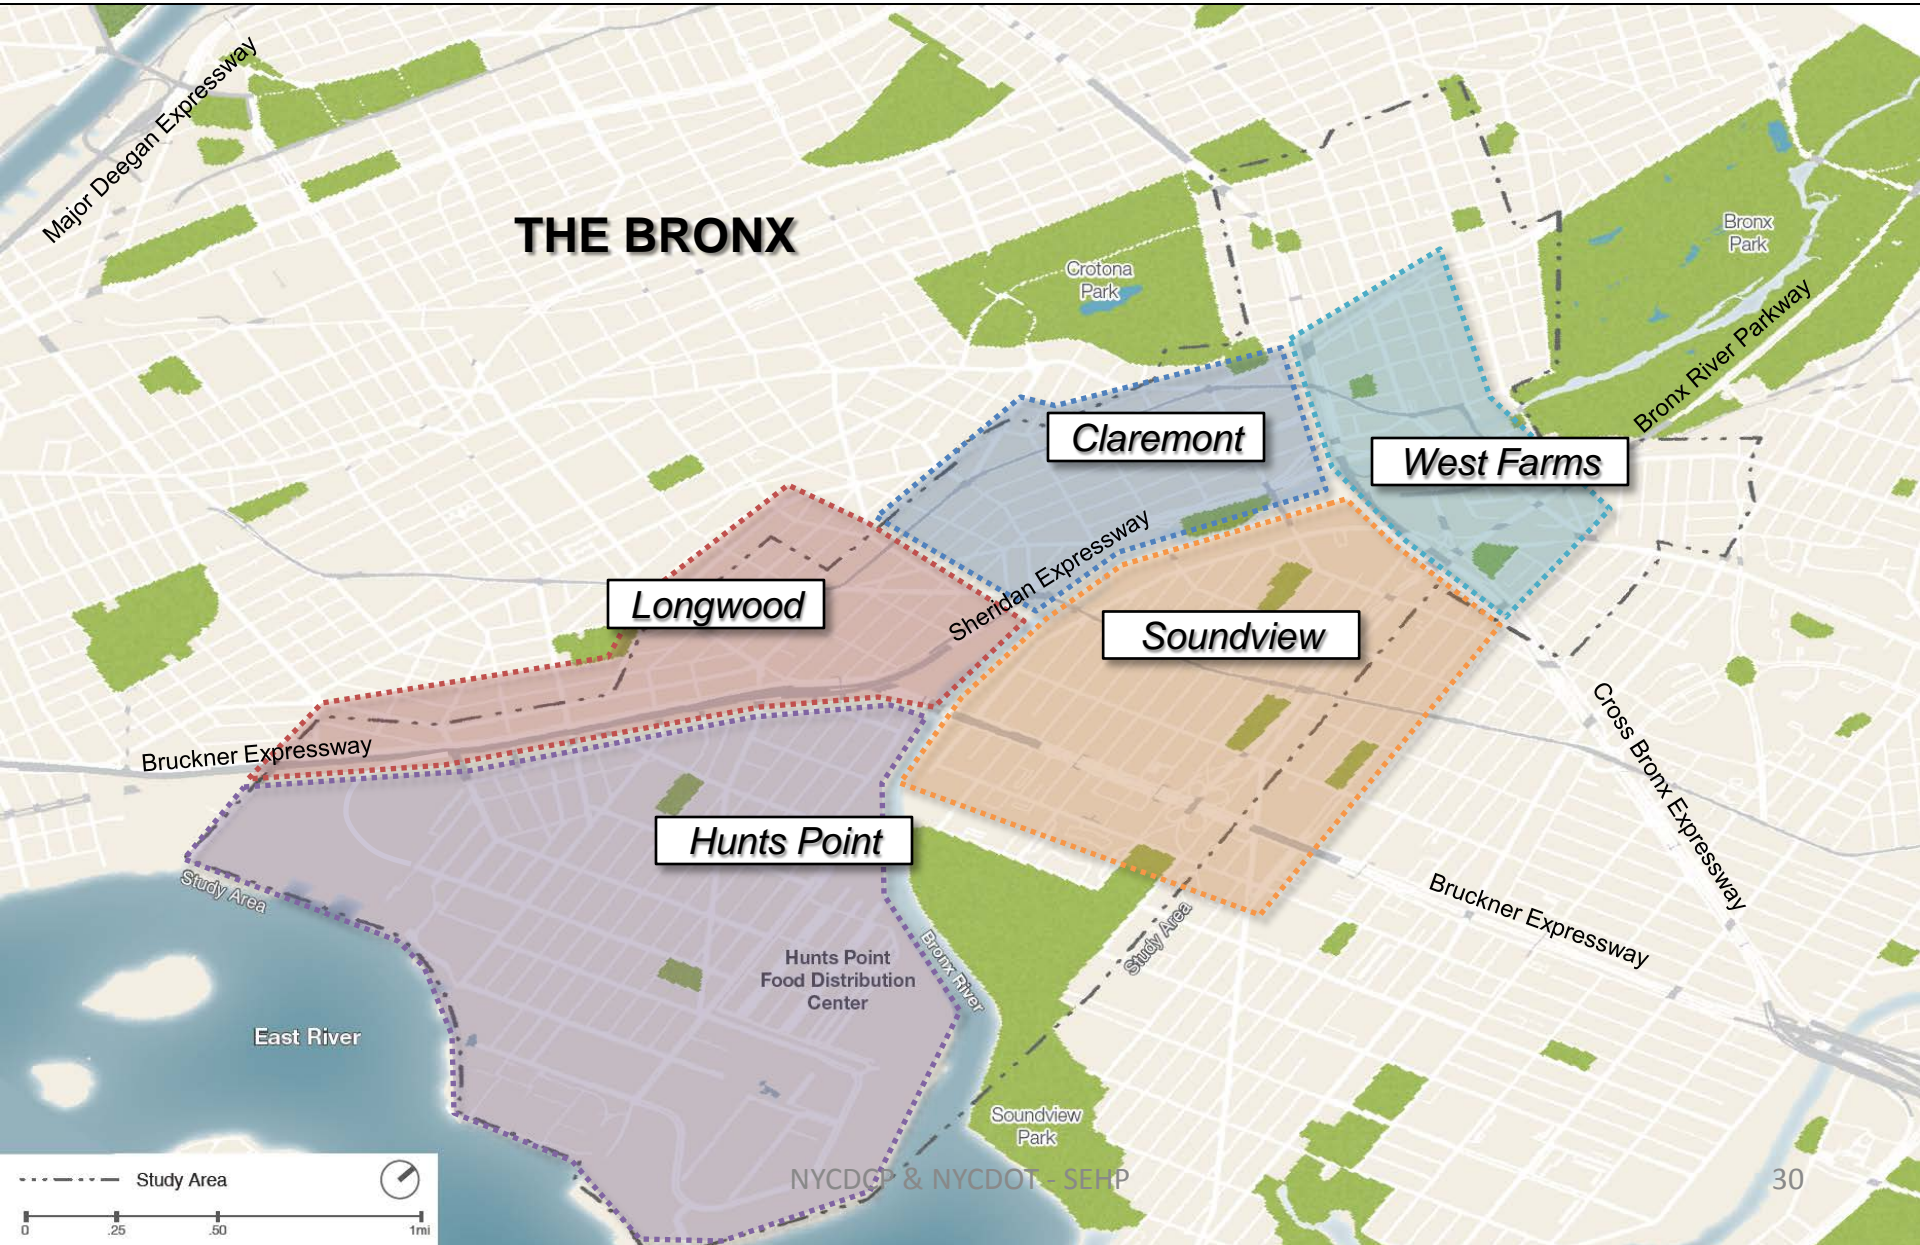 Major Deegan Expressway
THE BRONX
Bronx
Park
Crotona
Park
Bronx River Parkway
Claremont
West Farms
Sheridan Expressway
Longwood
Soundview
Cross Bronx Expressway
Bruckner Expressway
Hunts Point
Study Area
Bruckner Expressway
Study Area
Bronx River
Hunts Point
Food Distribution
Center
East River
Soundview
Park
Study Area
NYCDCP & NYCDOT - SEHP
30
0 .25 .50 1mi